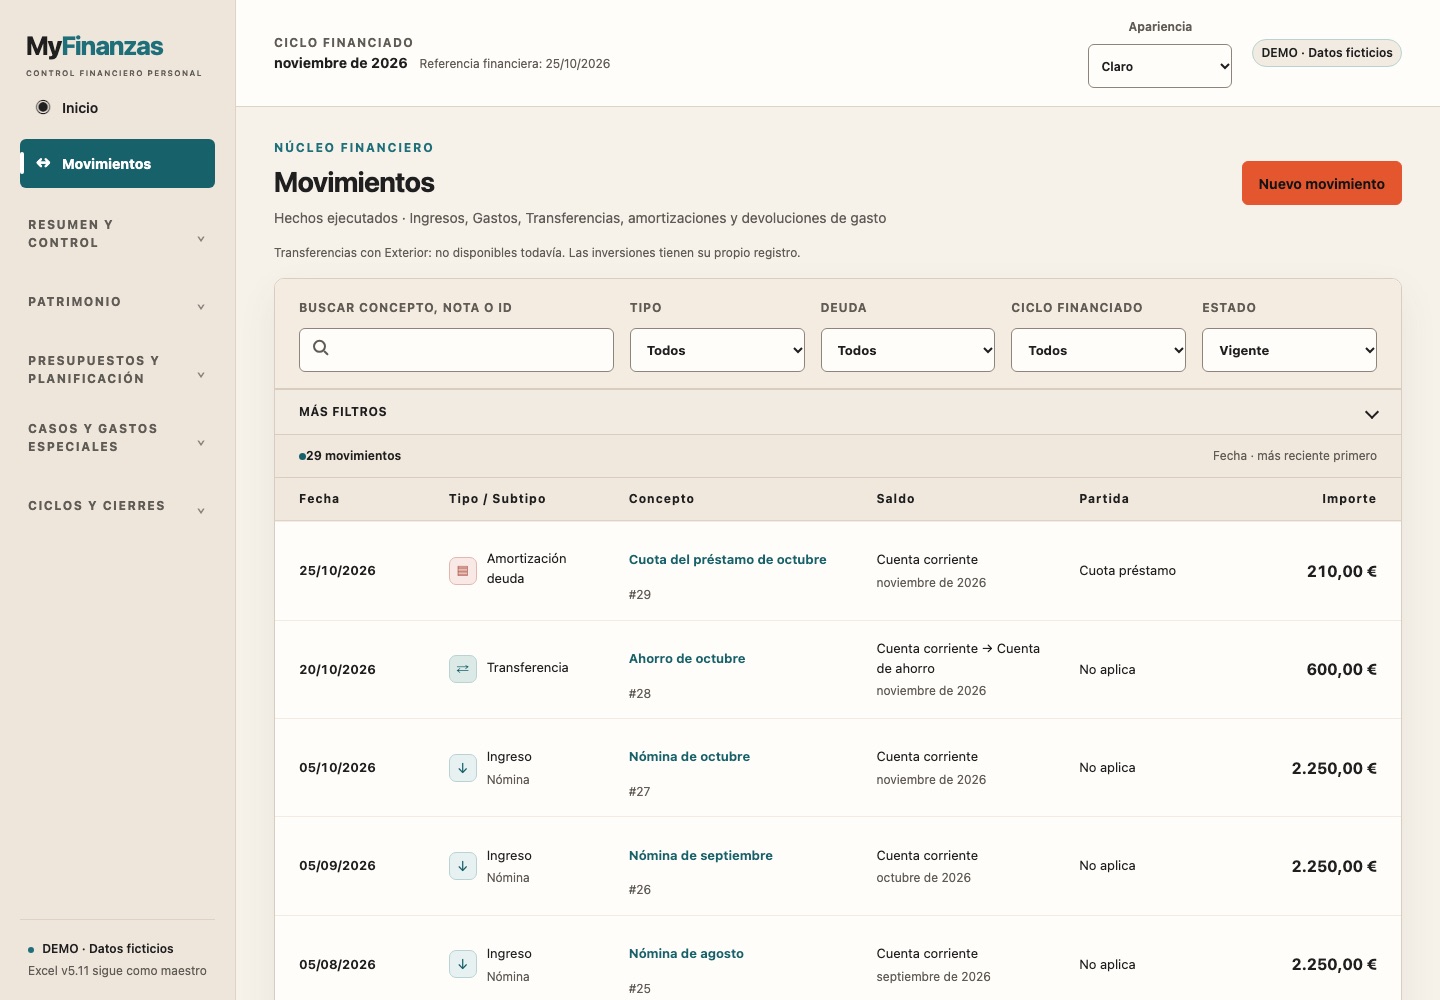 MyFinanzas
CONTROL FINANCIERO PERSONAL
Inicio
Movimientos
RESUMEN Y
CONTROL
PATRIMONIO
PRESUPUESTOS Y
PLANIFICACIÓN
CASOS Y GASTOS
ESPECIALES
CICLOS Y CIERRES
DEMO · Datos ficticios
Excel v5.11 sigue como maestro
CICLO FINANCIADO
noviembre de 2026 Referencia financiera: 25/10/2026
Apariencia
Claro
DEMO · Datos ficticios
NÚCLEO FINANCIERO
Movimientos
Hechos ejecutados · Ingresos, Gastos, Transferencias, amortizaciones y devoluciones de gasto
Nuevo movimiento
Transferencias con Exterior: no disponibles todavía. Las inversiones tienen su propio registro.
BUSCAR CONCEPTO, NOTA O ID TIPO DEUDA CICLO FINANCIADO ESTADO
Todos Todos Todos Vigente
MÁS FILTROS
29 movimientos Fecha · más reciente primero
Fecha Tipo / Subtipo Concepto Saldo Partida Importe
25/10/2026 Amortización deuda Cuota del préstamo de octubre #29 Cuenta corriente noviembre de 2026 Cuota préstamo 210,00 €
20/10/2026 Transferencia Ahorro de octubre #28 Cuenta corriente → Cuenta de ahorro noviembre de 2026 No aplica 600,00 €
05/10/2026 Ingreso Nómina Nómina de octubre #27 Cuenta corriente noviembre de 2026 No aplica 2.250,00 €
05/09/2026 Ingreso Nómina Nómina de septiembre #26 Cuenta corriente octubre de 2026 No aplica 2.250,00 €
05/08/2026 Ingreso Nómina Nómina de agosto #25 Cuenta corriente septiembre de 2026 No aplica 2.250,00 €